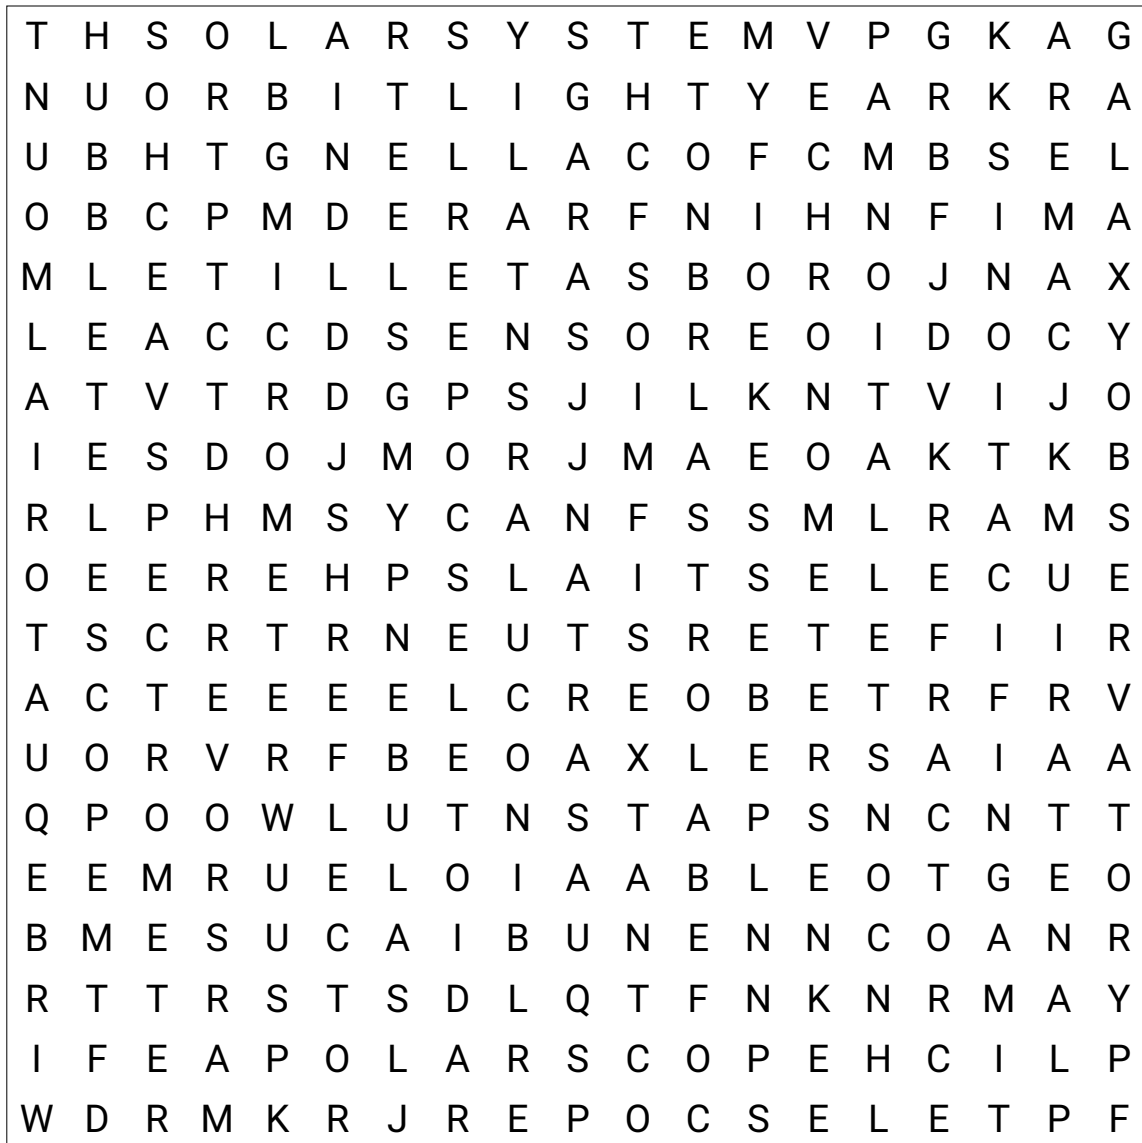 T H S O L A R S Y S T E M V P G K A G
N U O R B I T L I G H T Y E A R K R A
U B H T G N E L L A C O F C M B S E L
O B C P M D E R A R F N I H N F I M A
M L E T I L L E T A S B O R O J N A X
L E A C C D S E N S O R E O I D O C Y
A T V T R D G P S J I L K N T V I J O
I E S D O J M O R J M A E O A K T K B
R L P H M S Y C A N F S S M L R A M S
O E E R E H P S L A I T S E L E C U E
T S C R T R N E U T S R E T E F I I R
A C T E E E E L C R E O B E T R F R V
U O R V R F B E O A X L E R S A I A A
Q P O O W L U T N S T A P S N C N T T
E E M R U E L O I A A B L E O T G E O
B M E S U C A I B U N E N N C O A N R
R T T R S T S D L Q T F N K N R M A Y
I F E A P O L A R S C O P E H C I L P
W D R M K R J R E P O C S E L E T P F